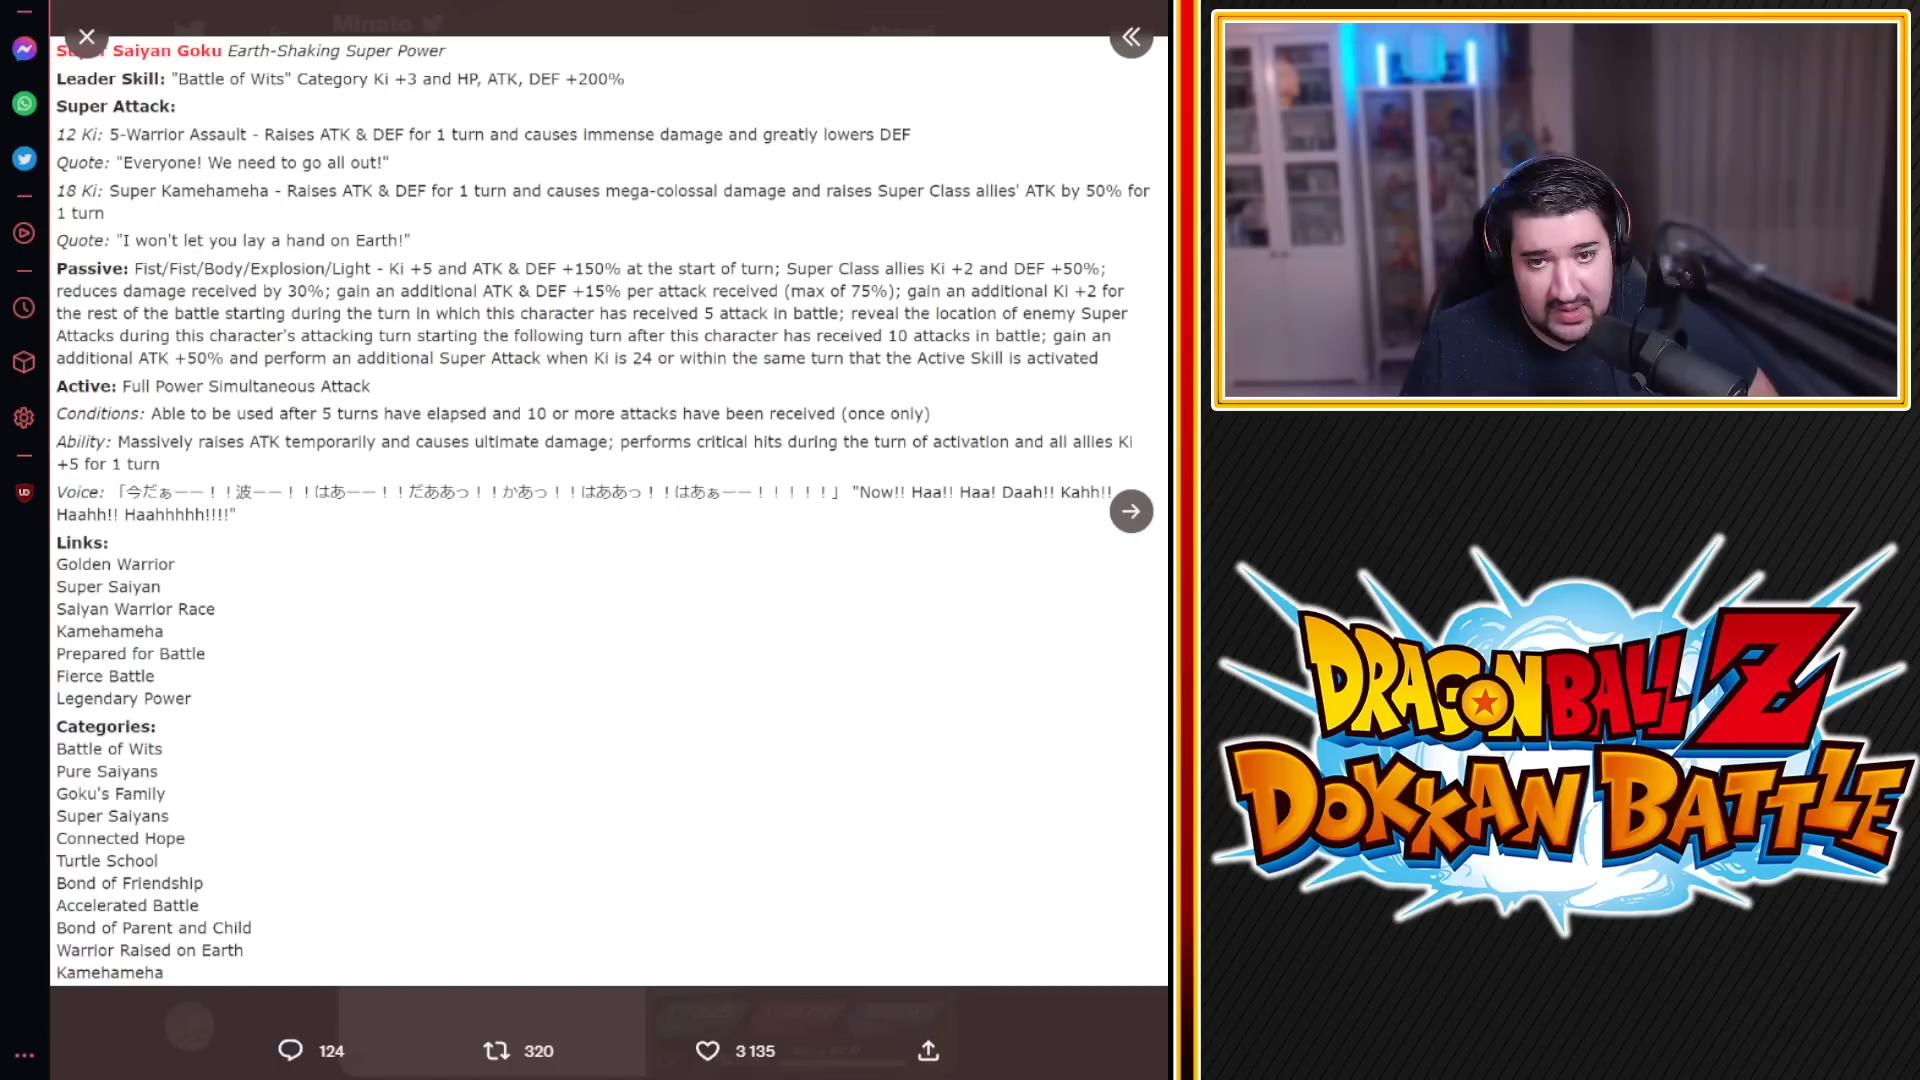 Minato
Super Saiyan Goku Earth-Shaking Super Power
Leader Skill: "Battle of Wits" Category Ki +3 and HP, ATK, DEF +200%
Super Attack:
12 Ki: 5-Warrior Assault - Raises ATK & DEF for 1 turn and causes immense damage and greatly lowers DEF
Quote: "Everyone! We need to go all out!"
18 Ki: Super Kamehameha - Raises ATK & DEF for 1 turn and causes mega-colossal damage and raises Super Class allies' ATK by 50% for
1 turn
Quote: "I won't let you lay a hand on Earth!"
Passive: Fist/Fist/Body/Explosion/Light - Ki +5 and ATK & DEF +150% at the start of turn; Super Class allies Ki +2 and DEF +50%;
reduces damage received by 30%; gain an additional ATK & DEF +15% per attack received (max of 75%); gain an additional Ki +2 for
the rest of the battle starting during the turn in which this character has received 5 attack in battle; reveal the location of enemy Super
Attacks during this character's attacking turn starting the following turn after this character has received 10 attacks in battle; gain an
additional ATK +50% and perform an additional Super Attack when Ki is 24 or within the same turn that the Active Skill is activated
Active: Full Power Simultaneous Attack
Conditions: Able to be used after 5 turns have elapsed and 10 or more attacks have been received (once only)
Ability: Massively raises ATK temporarily and causes ultimate damage; performs critical hits during the turn of activation and all allies Ki
+5 for 1 turn
Voice: 「今だぁーー！！波ーー！！はあーー！！だああっ！！かあっ！！はああっ！！はあぁーー！！！！！」 "Now!! Haa!! Haa! Daah!! Kahh!!
Haahh!! Haahhhhh!!!!"
Links:
Golden Warrior
Super Saiyan
Saiyan Warrior Race
Kamehameha
Prepared for Battle
Fierce Battle
Legendary Power
Categories:
Battle of Wits
Pure Saiyans
Goku's Family
Super Saiyans
Connected Hope
Turtle School
Bond of Friendship
Accelerated Battle
Bond of Parent and Child
Warrior Raised on Earth
Kamehameha
124
320
3 135
DRAGON BALL Z
DOKKAN BATTLE